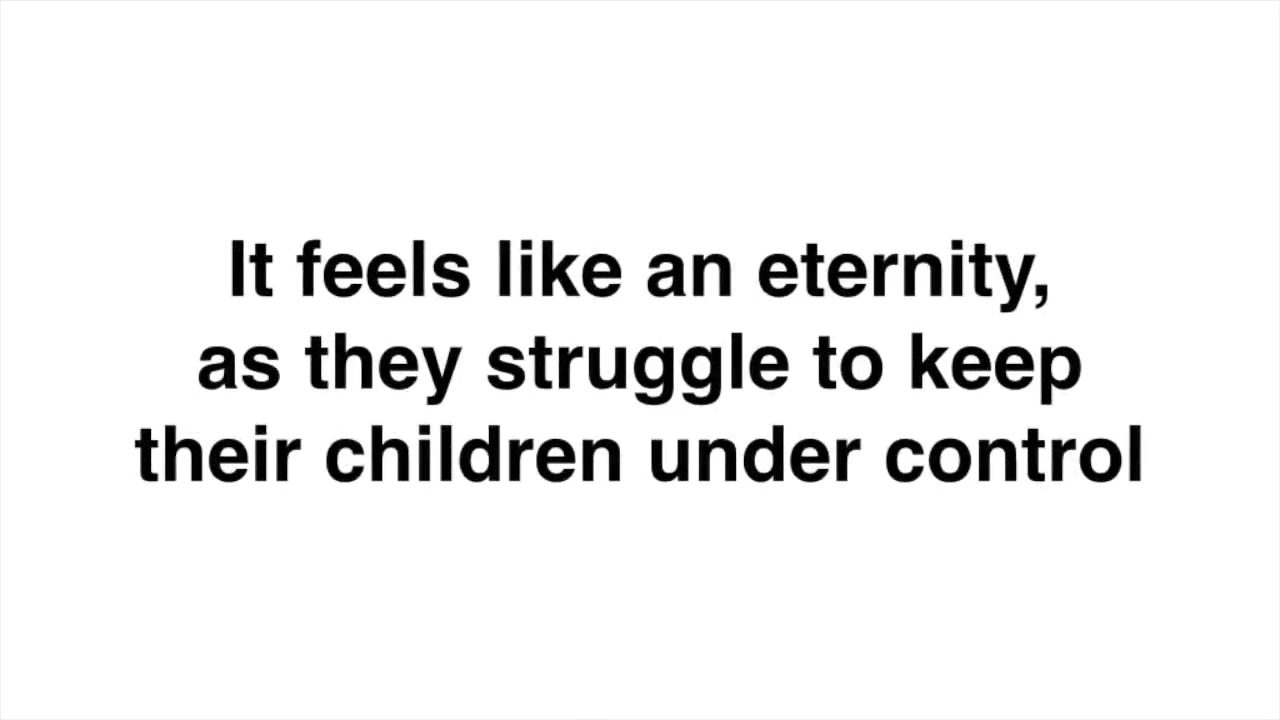 It feels like an eternity,
as they struggle to keep
their children under control